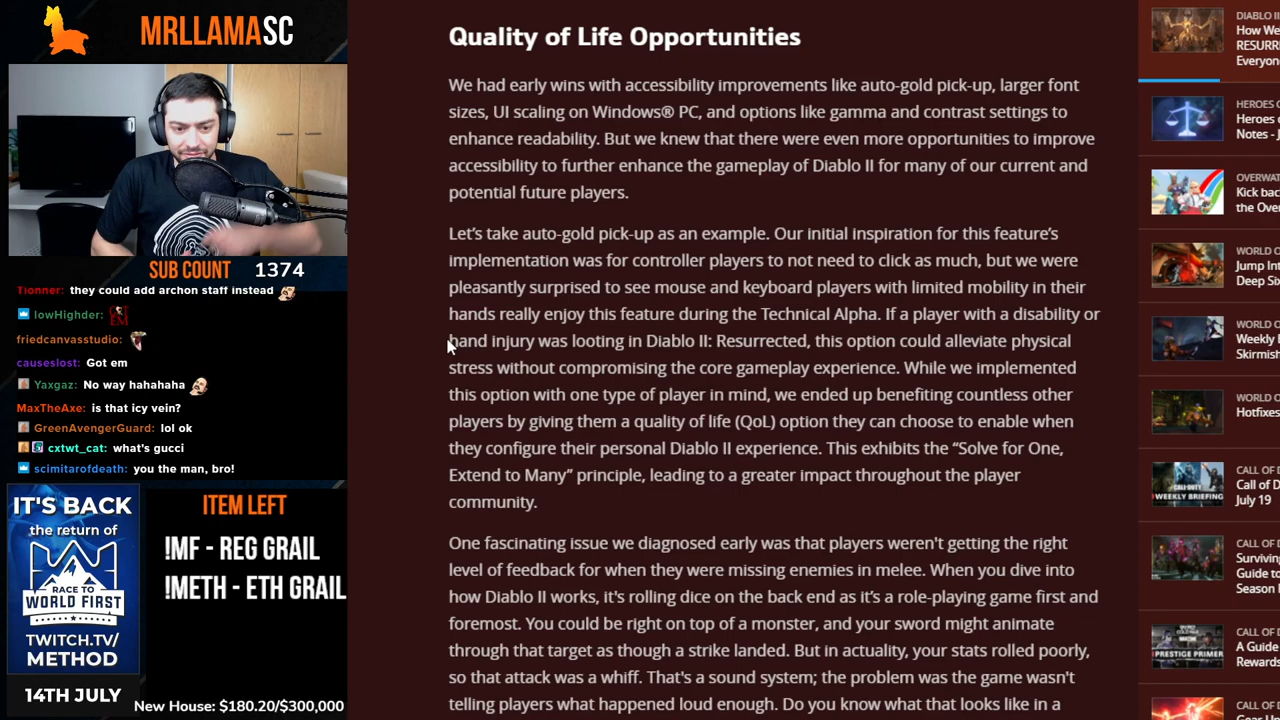 MRLLAMASC
SUB COUNT 1374
Tionner: they could add archon staff instead
lowHighder:
friedcanvasstudio:
causeslost: Got em
Yaxgaz: No way hahahaha
MaxTheAxe: is that icy vein?
GreenAvengerGuard: lol ok
cxtwt_cat: what's gucci
scimitarofdeath: you the man, bro!
IT'S BACK
the return of
RACE TO
WORLD FIRST
TWITCH.TV/
METHOD
14TH JULY
ITEM LEFT
!MF - REG GRAIL
!METH - ETH GRAIL
New House: $180.20/$300,000
Quality of Life Opportunities
We had early wins with accessibility improvements like auto-gold pick-up, larger font
sizes, UI scaling on Windows® PC, and options like gamma and contrast settings to
enhance readability. But we knew that there were even more opportunities to improve
accessibility to further enhance the gameplay of Diablo II for many of our current and
potential future players.
Let's take auto-gold pick-up as an example. Our initial inspiration for this feature's
implementation was for controller players to not need to click as much, but we were
pleasantly surprised to see mouse and keyboard players with limited mobility in their
hands really enjoy this feature during the Technical Alpha. If a player with a disability or
hand injury was looting in Diablo II: Resurrected, this option could alleviate physical
stress without compromising the core gameplay experience. While we implemented
this option with one type of player in mind, we ended up benefiting countless other
players by giving them a quality of life (QoL) option they can choose to enable when
they configure their personal Diablo II experience. This exhibits the “Solve for One,
Extend to Many” principle, leading to a greater impact throughout the player
community.
One fascinating issue we diagnosed early was that players weren't getting the right
level of feedback for when they were missing enemies in melee. When you dive into
how Diablo II works, it's rolling dice on the back end as it's a role-playing game first and
foremost. You could be right on top of a monster, and your sword might animate
through that target as though a strike landed. But in actuality, your stats rolled poorly,
so that attack was a whiff. That's a sound system; the problem was the game wasn't
telling players what happened loud enough. Do you know what that looks like in a
DIABLO II
How We
RESURR
Everyon
HEROES O
Heroes o
Notes - J
OVERWAT
Kick bac
the Over
WORLD O
Jump Int
Deep Six
WORLD O
Weekly
Skirmish
WORLD O
Hotfixes
CALL OF D
Call of D
July 19
WEEKLY BRIEFING
CALL OF D
Surviving
Guide to
Season
CALL OF D
A Guide
Rewards
PRESTIGE PRIMER
CALL OF D